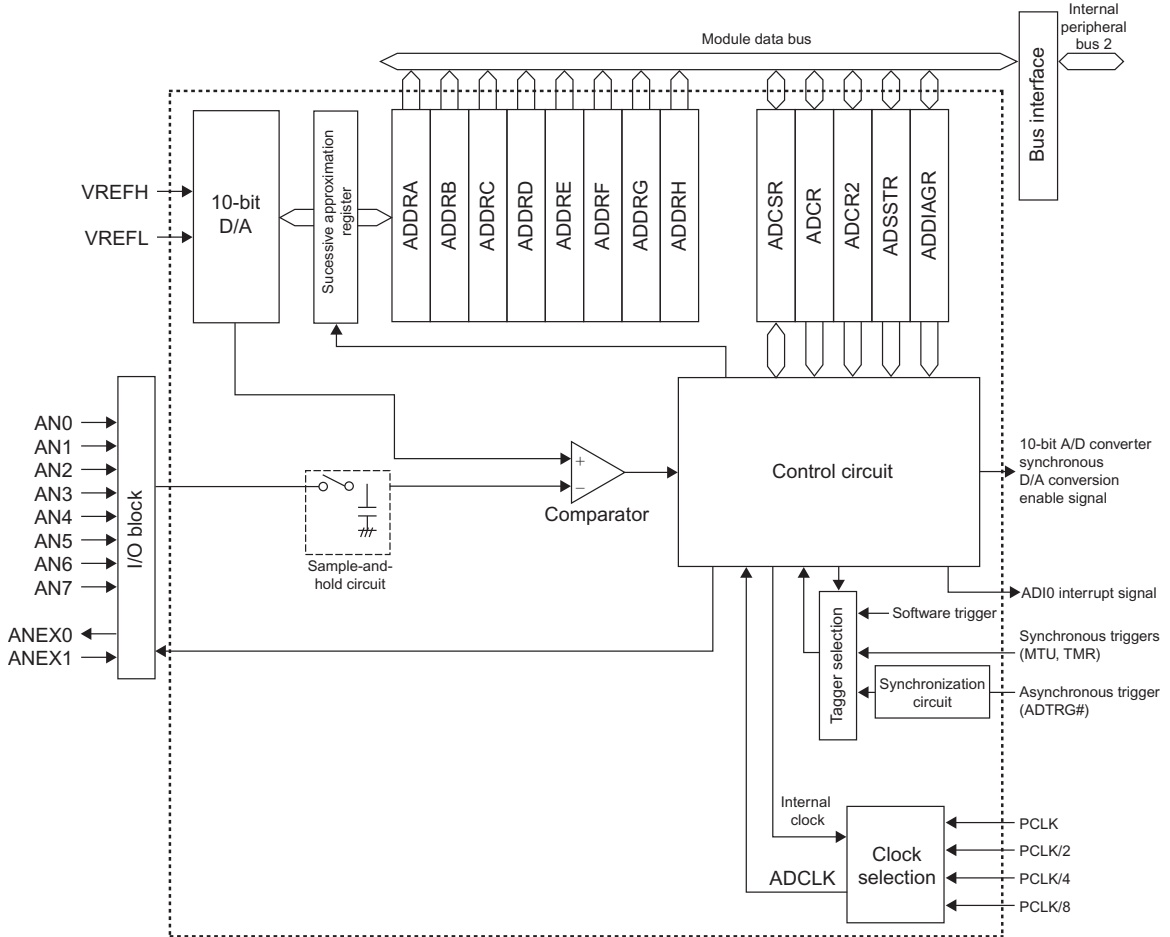 Internal
peripheral
bus 2
Module data bus
Bus interface
VREFH
VREFL
10-bit
D/A
Sucessive approximation
register
ADDRA
ADDRB
ADDRC
ADDRD
ADDRE
ADDRF
ADDRG
ADDRH
ADCSR
ADCR
ADCR2
ADSSTR
ADDIAGR
AN0
AN1
AN2
AN3
AN4
AN5
AN6
AN7
ANEX0
ANEX1
I/O block
Sample-and-
hold circuit
+
−
Comparator
Control circuit
10-bit A/D converter
synchronous
D/A conversion
enable signal
ADI0 interrupt signal
Tagger selection
Software trigger
Synchronous triggers
(MTU, TMR)
Synchronization
circuit
Asynchronous trigger
(ADTRG#)
Internal
clock
ADCLK
Clock
selection
PCLK
PCLK/2
PCLK/4
PCLK/8